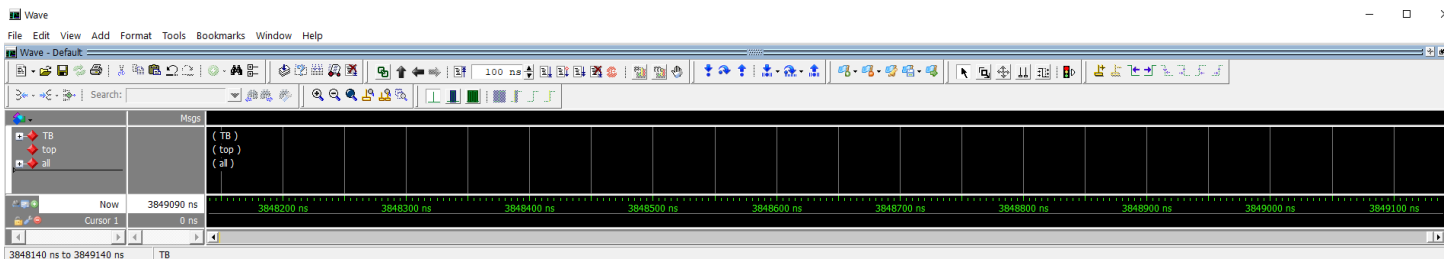 Wave
File Edit View Add Format Tools Bookmarks Window Help
Wave - Default
100 ns
Search:
Msgs
TB
(TB)
top
(top)
all
(all)
Now
3849090 ns
3848200 ns 3848300 ns 3848400 ns 3848500 ns 3848600 ns 3848700 ns 3848800 ns 3848900 ns 3849000 ns 3849100 ns
Cursor 1
0 ns
3848140 ns to 3849140 ns
TB